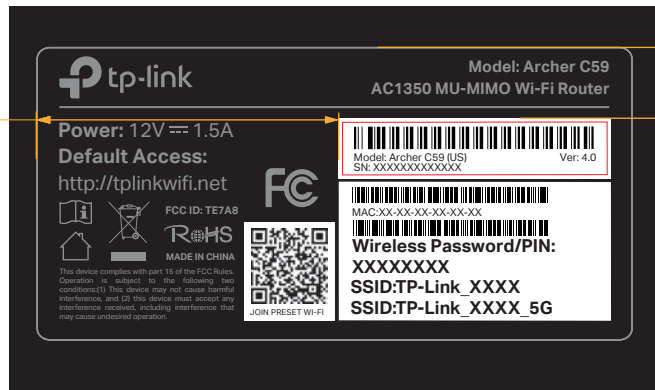 tp-link
Model: Archer C59
AC1350 MU-MIMO Wi-Fi Router
Power: 12V ⎓ 1.5A
Default Access:
http://tplinkwifi.net
FC
FCC ID: TE7A8
RoHS
MADE IN CHINA
This device complies with part 15 of the FCC Rules.
Operation is subject to the following two
conditions:(1) This device may not cause harmful
interference, and (2) this device must accept any
interference received, including interference that
may cause undesired operation.
JOIN PRESET WI-FI
Model: Archer C59 (US)
Ver: 4.0
SN: XXXXXXXXXXXXX
MAC:XX-XX-XX-XX-XX-XX
Wireless Password/PIN:
XXXXXXXX
SSID:TP-Link_XXXX
SSID:TP-Link_XXXX_5G